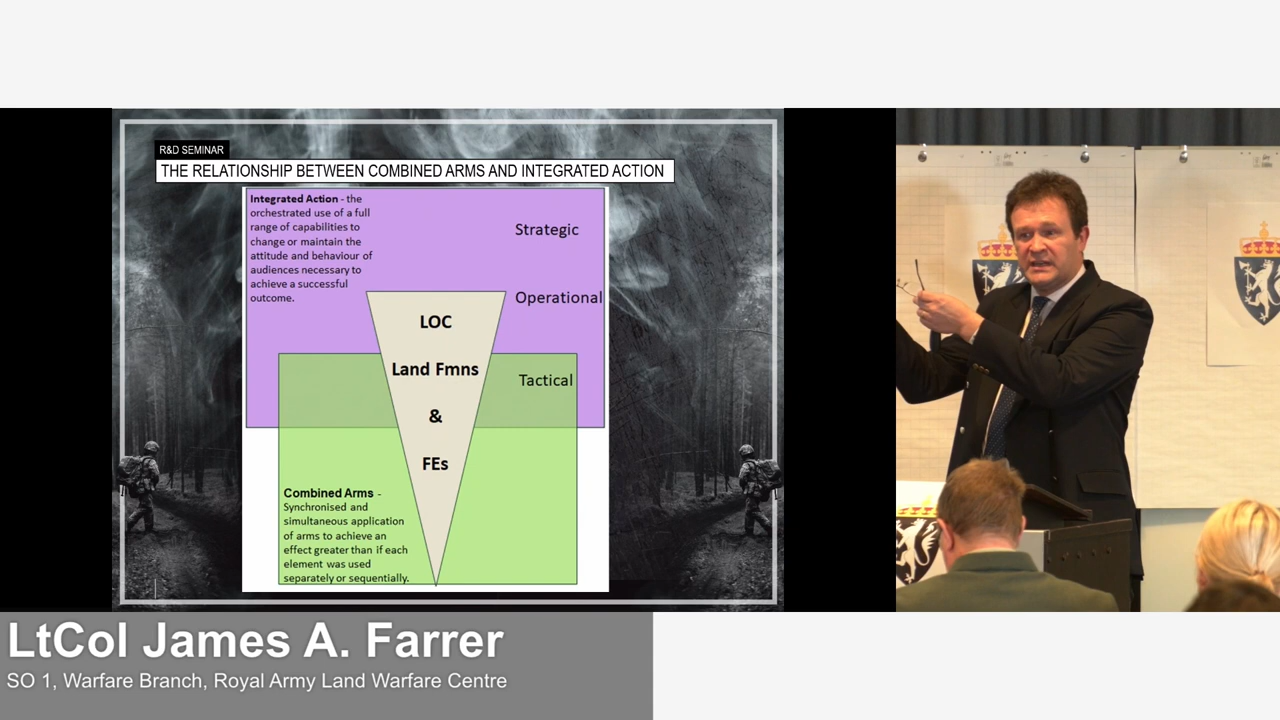 R&D SEMINAR
THE RELATIONSHIP BETWEEN COMBINED ARMS AND INTEGRATED ACTION
Integrated Action - the
orchestrated use of a full
range of capabilities to
change or maintain the
attitude and behaviour of
audiences necessary to
achieve a successful
outcome.
Strategic
Operational
Tactical
LOC
Land Fmns
&
FEs
Combined Arms -
Synchronised and
simultaneous application
of arms to achieve an
effect greater than if each
element was used
separately or sequentially.
LtCol James A. Farrer
SO 1, Warfare Branch, Royal Army Land Warfare Centre